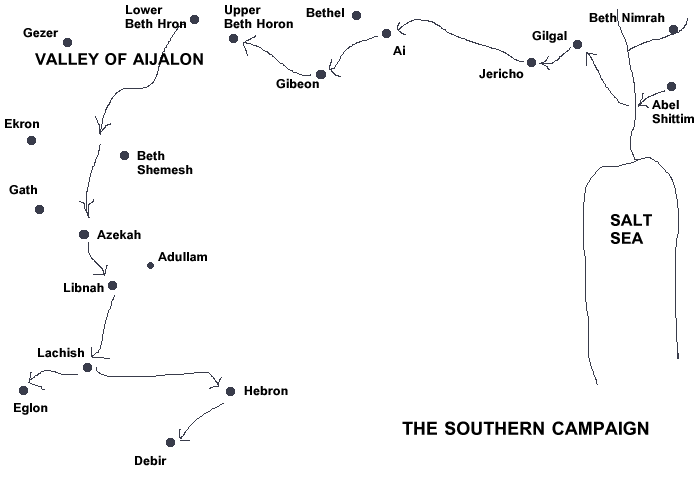 Lower
Beth Hron
Upper
Beth Horon
Bethel
Beth Nimrah
Gezer
Gilgal
Ai
VALLEY OF AIJALON
Jericho
Gibeon
Abel
Shittim
Ekron
Beth
Shemesh
Gath
SALT
SEA
Azekah
Adullam
Libnah
Lachish
Hebron
Eglon
THE SOUTHERN CAMPAIGN
Debir